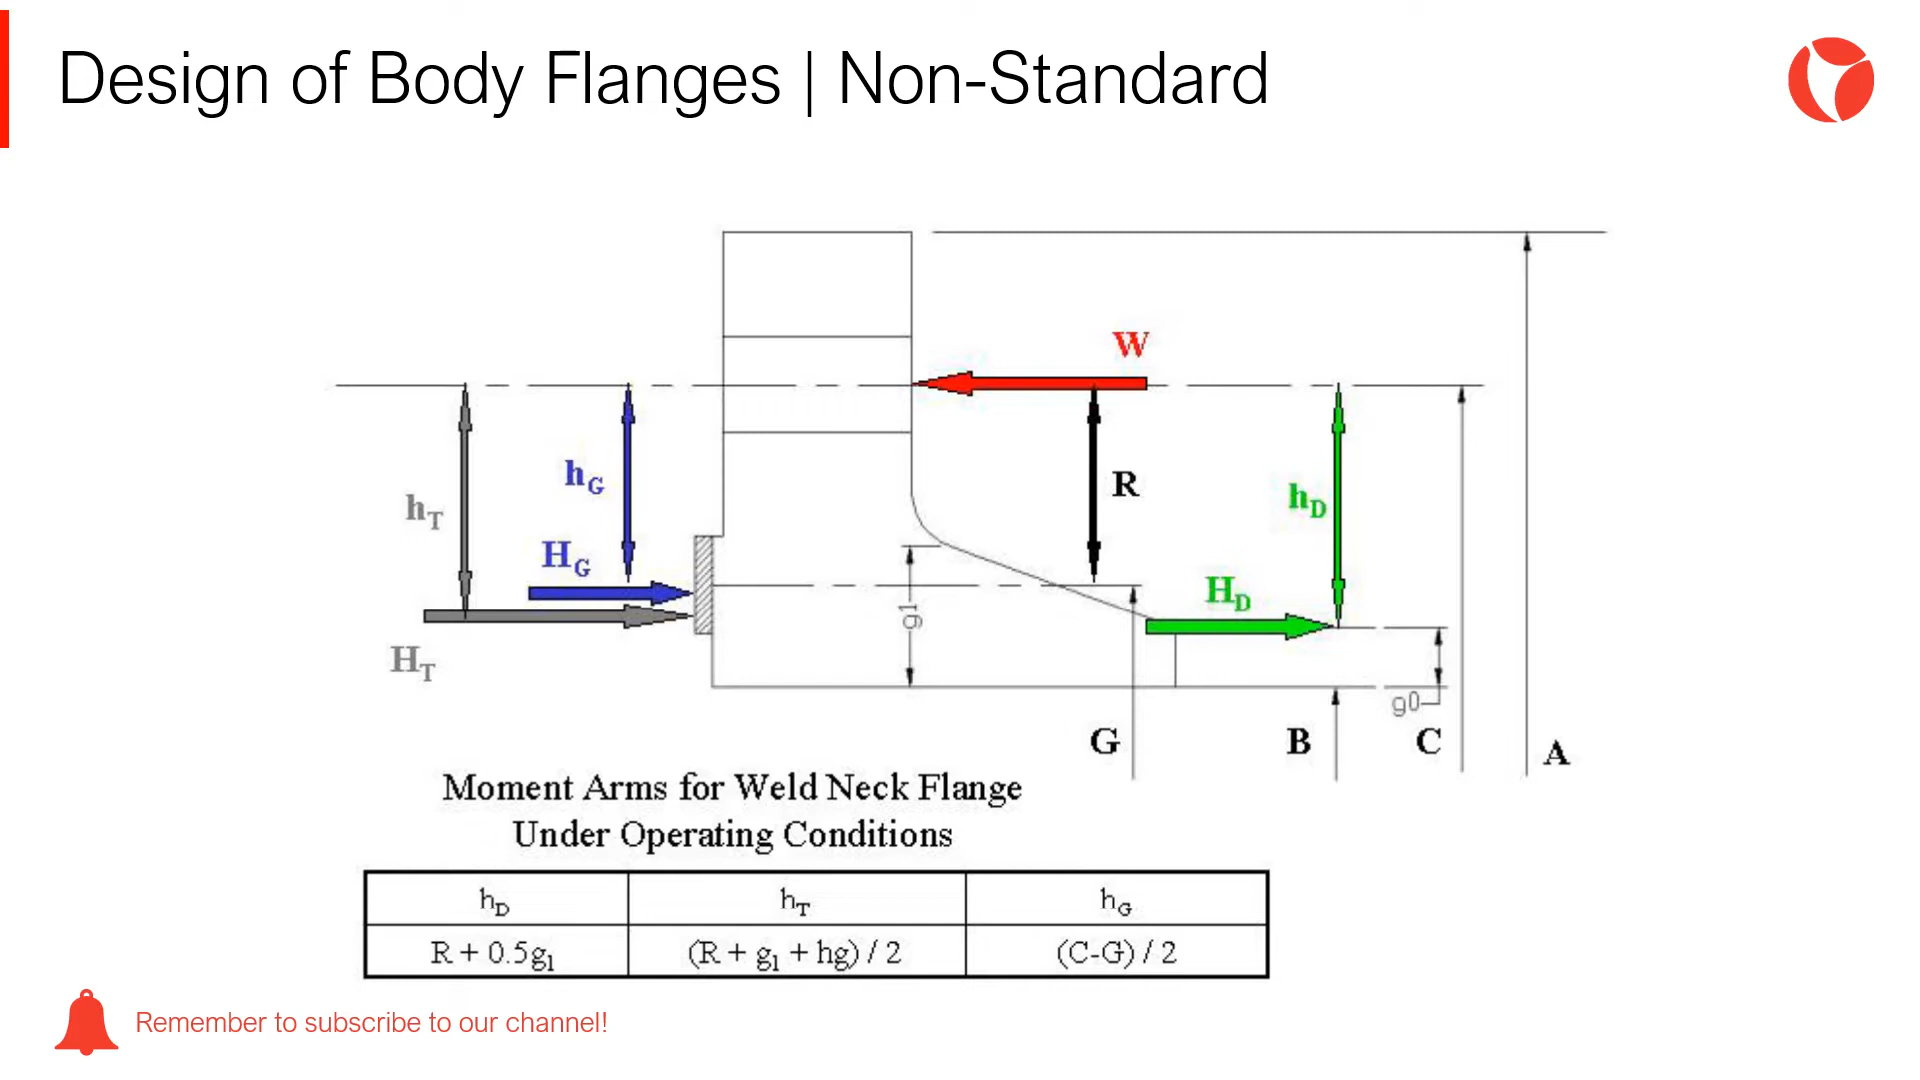 Design of Body Flanges | Non-Standard
W
hG
R
hD
hT
HG
HD
g1
HT
g0
G
B
C
A
Moment Arms for Weld Neck Flange
Under Operating Conditions
hD hT hG
R + 0.5g1 (R + g1 + hg) / 2 (C-G) / 2
Remember to subscribe to our channel!